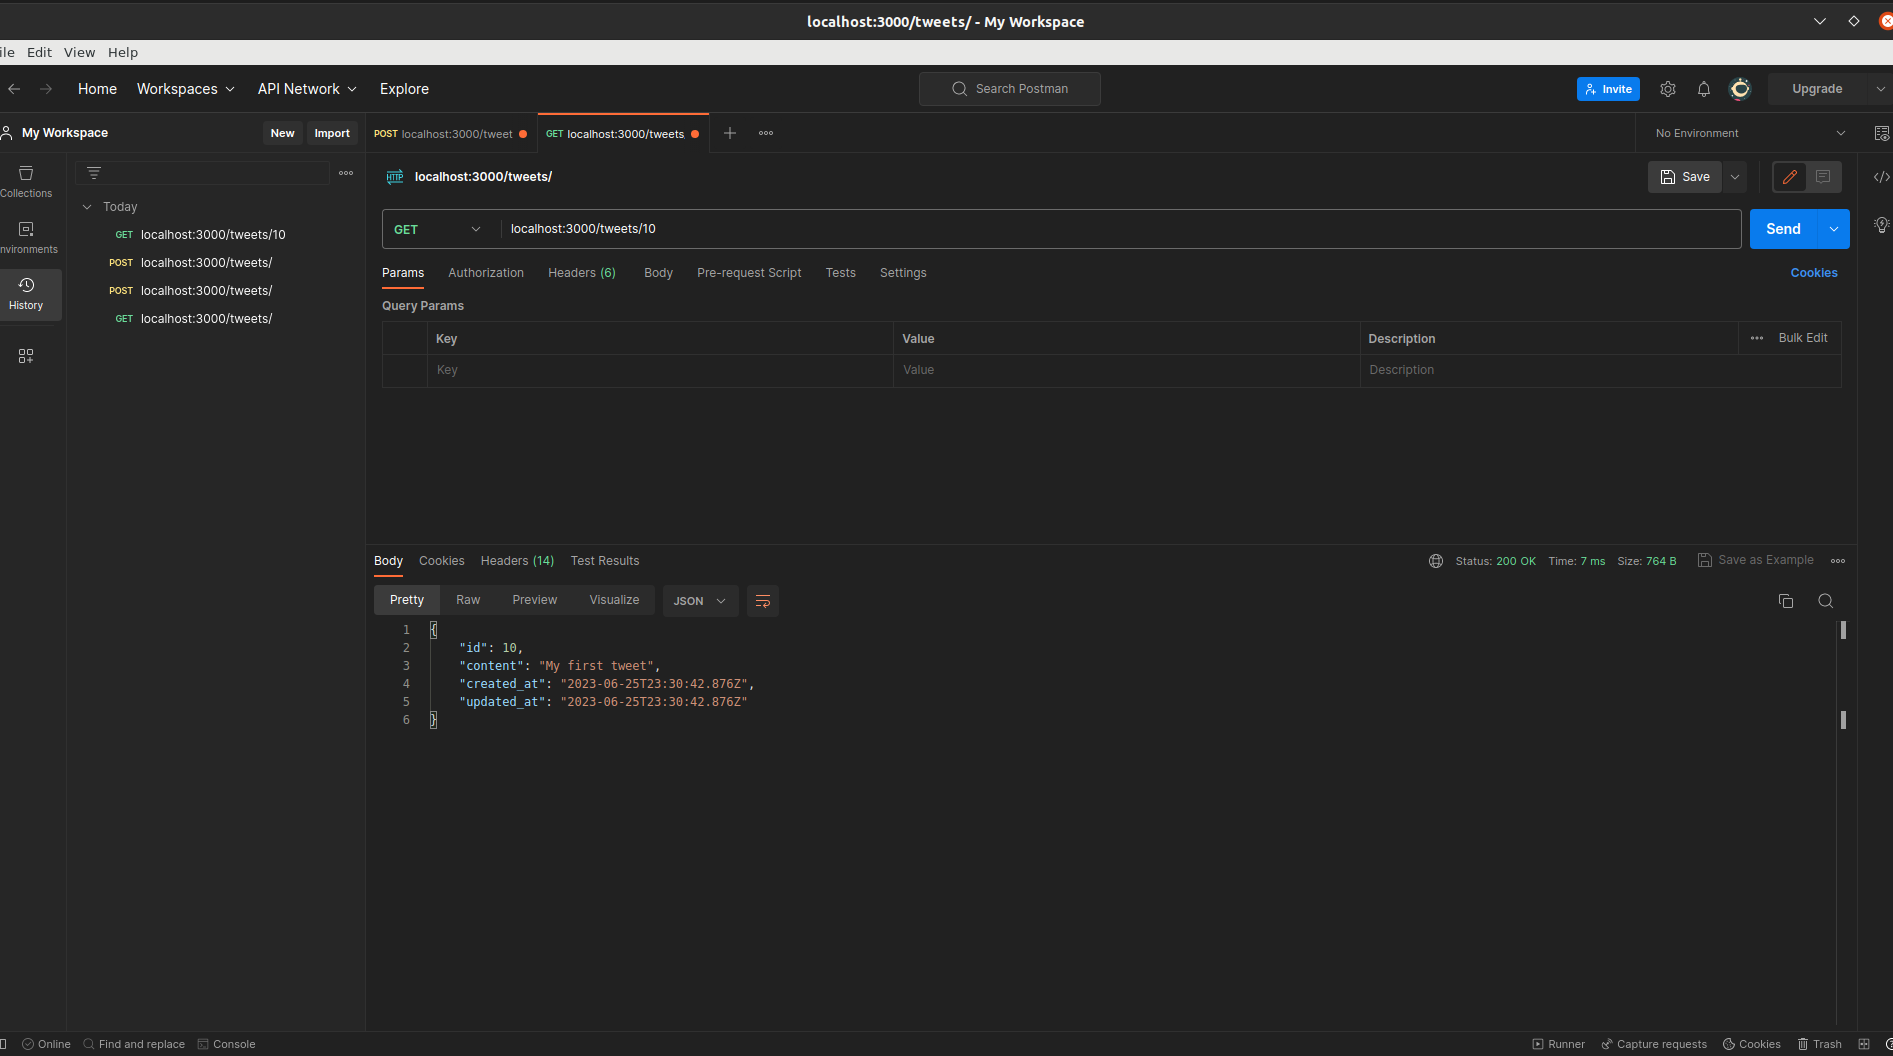 localhost:3000/tweets/ - My Workspace
ile Edit View Help
Home Workspaces API Network Explore Search Postman Invite Upgrade
My Workspace New Import POST localhost:3000/tweet GET localhost:3000/tweets No Environment
Collections
nvironments
History
Today
GET localhost:3000/tweets/10
POST localhost:3000/tweets/
POST localhost:3000/tweets/
GET localhost:3000/tweets/
HTTP localhost:3000/tweets/ Save
GET localhost:3000/tweets/10 Send
Params Authorization Headers (6) Body Pre-request Script Tests Settings Cookies
Query Params
Key Value Description Bulk Edit
Key Value Description
Body Cookies Headers (14) Test Results Status: 200 OK Time: 7 ms Size: 764 B Save as Example
Pretty Raw Preview Visualize JSON
1 {
2 "id": 10,
3 "content": "My first tweet",
4 "created_at": "2023-06-25T23:30:42.876Z",
5 "updated_at": "2023-06-25T23:30:42.876Z"
6 }
Online Find and replace Console Runner Capture requests Cookies Trash